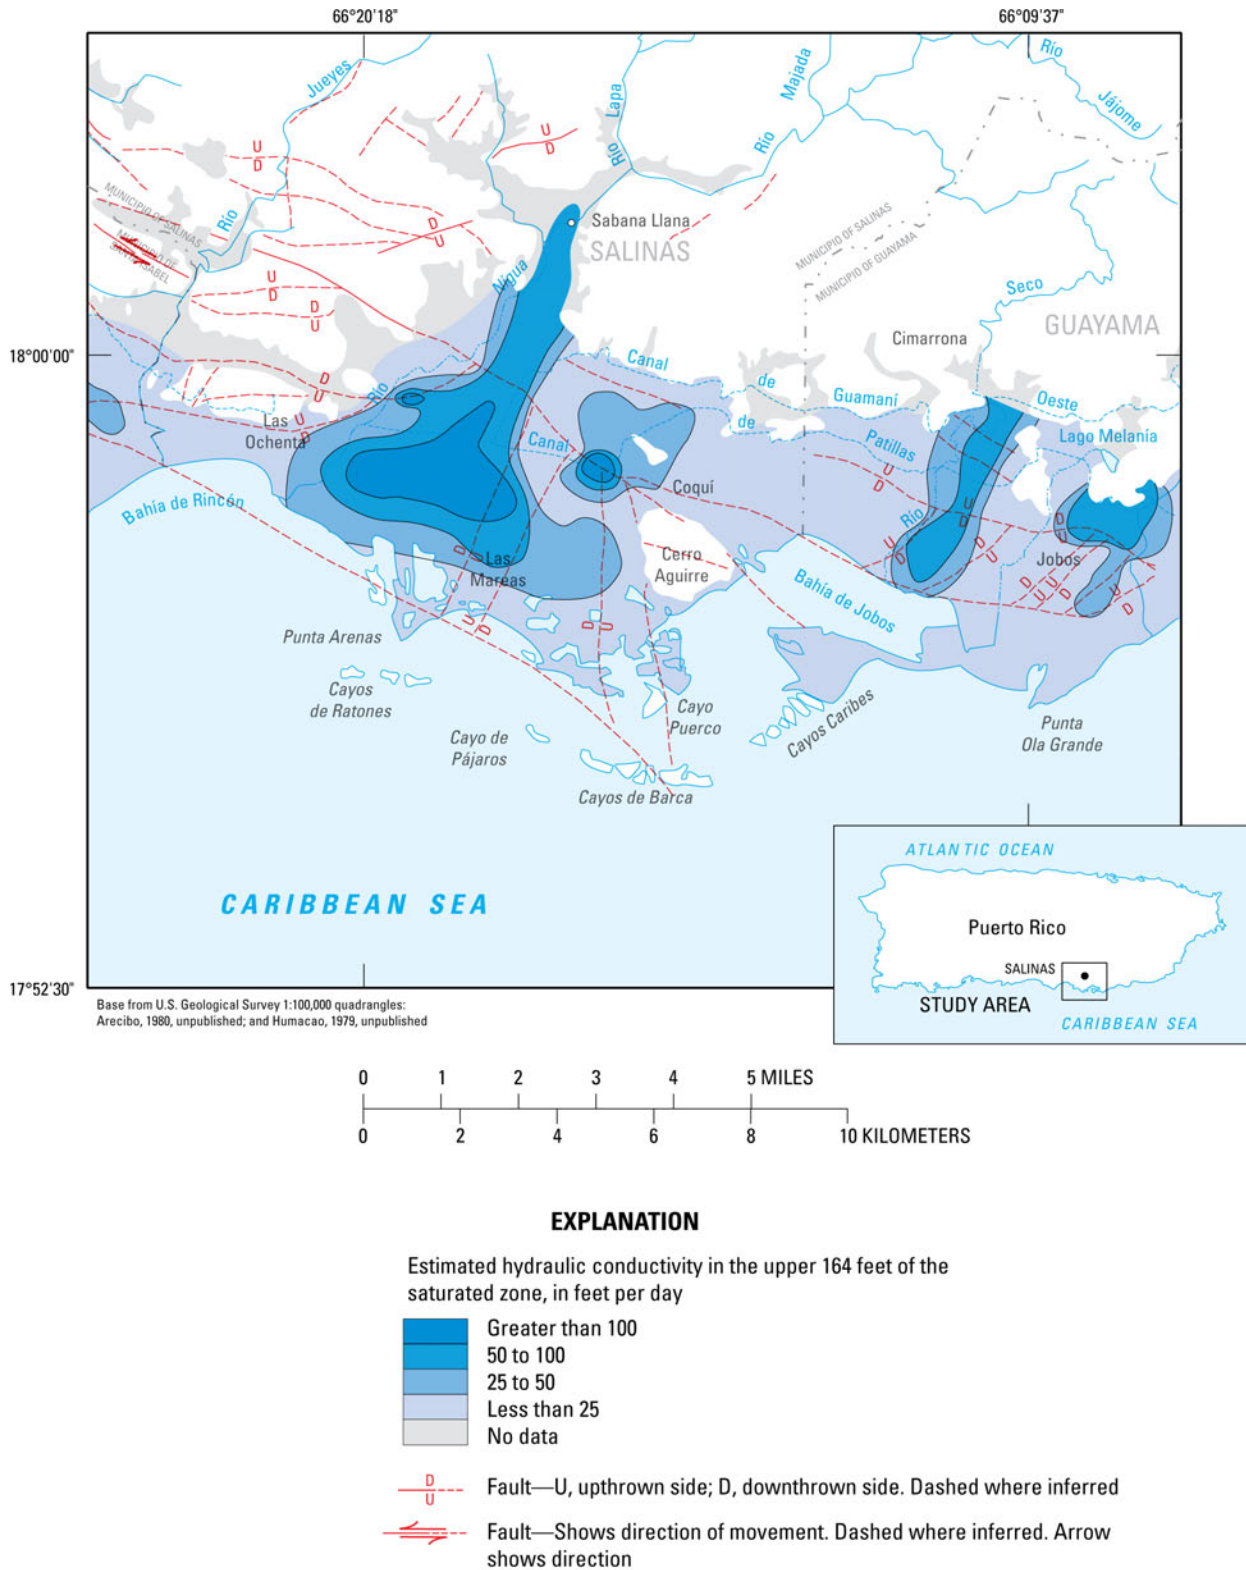 66°20'18"
66°09'37"
Río
Jájome
Majada
Río
Jueyes
Lapa
Río
U
D
U
D
MUNICIPIO OF SALINAS
MUNICIPIO DE
SANTA ISABEL
Río
D
U
Sabana Llana
SALINAS
MUNICIPIO OF SALINAS
MUNICIPIO OF GUAYAMA
Nigua
U
D
D
U
Seco
GUAYAMA
Cimarrona
18°00'00"
Canal
de
Guamaní
Oeste
D
U
Río
Las
Ochenta
U
D
Canal
de
Patillas
Lago Melanía
U
D
Coquí
Bahía de Rincón
Río
U
D
D
U
U
D
D
U
Jobos
D
U
Las
Mareas
Cerro
Aguirre
Bahía de Jobos
D
U
D
U
U
D
U
D
D
U
Punta Arenas
Cayos
de Ratones
Cayo
Puerco
Cayos Caribes
Punta
Ola Grande
Cayo de
Pájaros
Cayos de Barca
CARIBBEAN SEA
17°52'30"
Base from U.S. Geological Survey 1:100,000 quadrangles:
Arecibo, 1980, unpublished; and Humacao, 1979, unpublished
ATLANTIC OCEAN
Puerto Rico
SALINAS
STUDY AREA
CARIBBEAN SEA
0 1 2 3 4 5 MILES
0 2 4 6 8 10 KILOMETERS
EXPLANATION
Estimated hydraulic conductivity in the upper 164 feet of the
saturated zone, in feet per day
Greater than 100
50 to 100
25 to 50
Less than 25
No data
D
U
Fault—U, upthrown side; D, downthrown side. Dashed where inferred
Fault—Shows direction of movement. Dashed where inferred. Arrow
shows direction